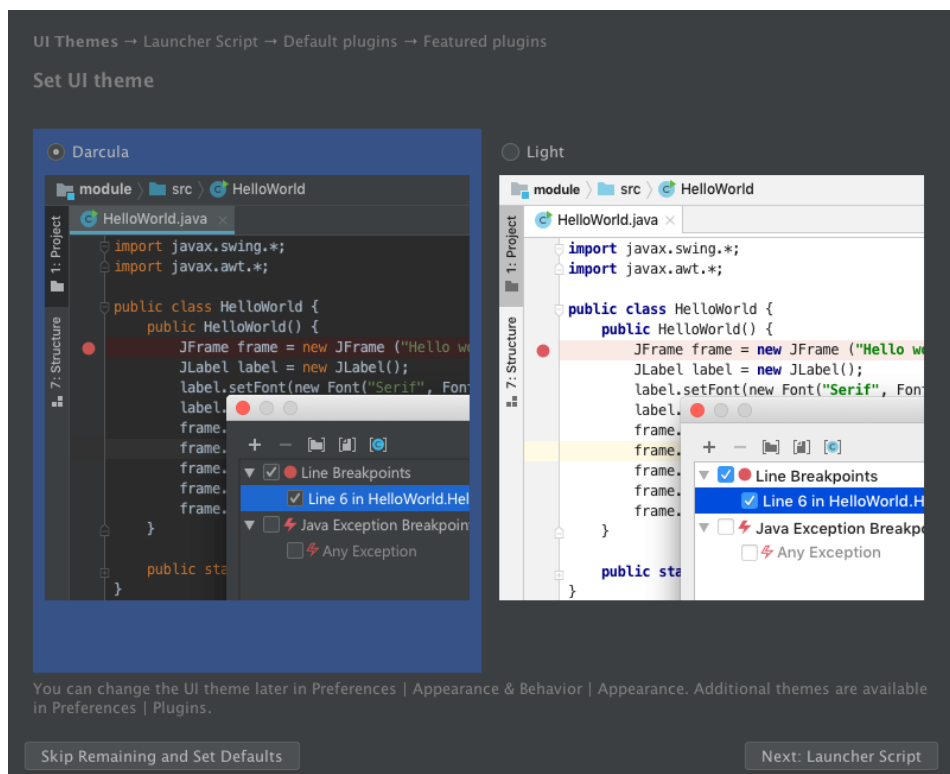 UI Themes → Launcher Script → Default plugins → Featured plugins
Set UI theme
Darcula
module src HelloWorld
1: Project
7: Structure
HelloWorld.java
import javax.swing.*;
import javax.awt.*;
public class HelloWorld {
public HelloWorld() {
JFrame frame = new JFrame ("Hello wo
JLabel label = new JLabel();
label.setFont(new Font("Serif", Font
label.
frame.
frame.
frame.
frame.
frame.
}
public sta
}
Line Breakpoints
Line 6 in HelloWorld.Hel
Java Exception Breakpoin
Any Exception
Light
module src HelloWorld
1: Project
7: Structure
HelloWorld.java
import javax.swing.*;
import javax.awt.*;
public class HelloWorld {
public HelloWorld() {
JFrame frame = new JFrame ("Hello wo
JLabel label = new JLabel();
label.setFont(new Font("Serif", Font
label.
frame.
frame.
frame.
frame.
frame.
}
public sta
}
Line Breakpoints
Line 6 in HelloWorld.H
Java Exception Breakpo
Any Exception
You can change the UI theme later in Preferences | Appearance & Behavior | Appearance. Additional themes are available
in Preferences | Plugins.
Skip Remaining and Set Defaults
Next: Launcher Script